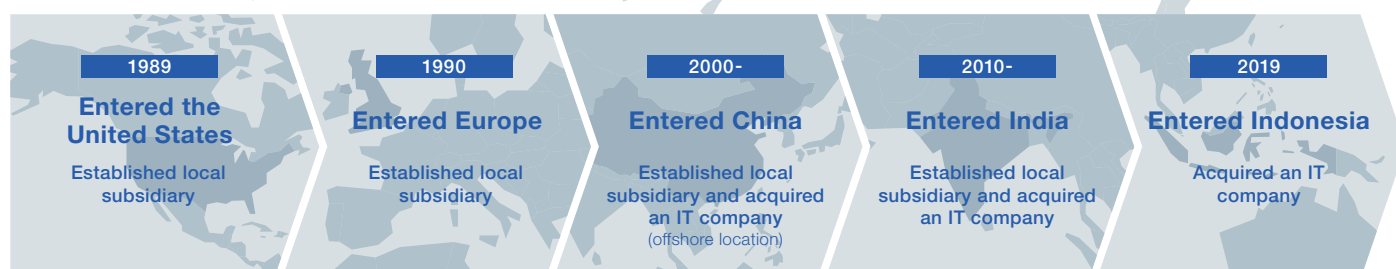 1989
Entered the
United States
Established local
subsidiary
1990
Entered Europe
Established local
subsidiary
2000-
Entered China
Established local
subsidiary and acquired
an IT company
(offshore location)
2010-
Entered India
Established local
subsidiary and acquired
an IT company
2019
Entered Indonesia
Acquired an IT
company